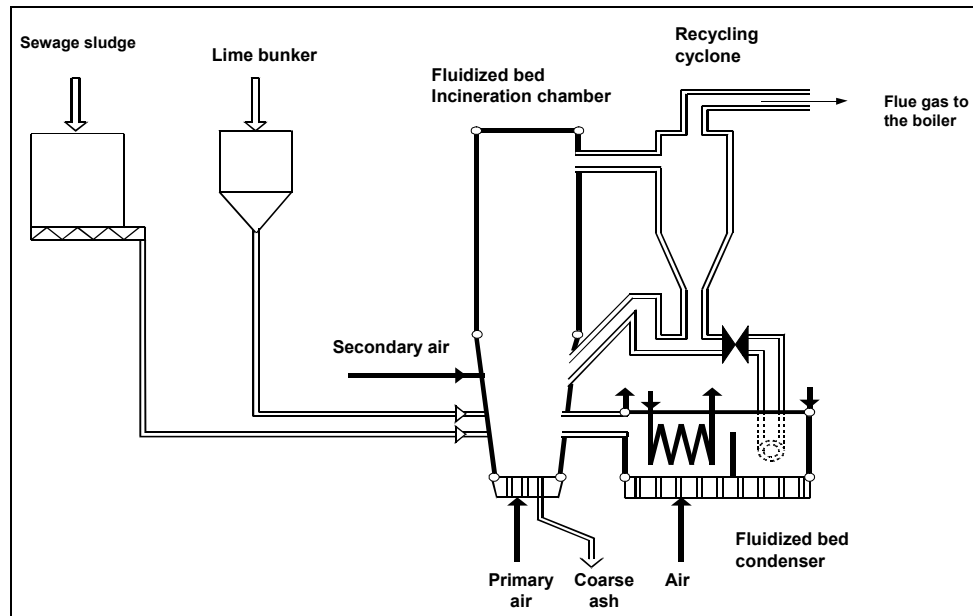 Sewage sludge
Lime bunker
Fluidized bed
Incineration chamber
Recycling
cyclone
Flue gas to
the boiler
Secondary air
Primary
air
Coarse
ash
Air
Fluidized bed
condenser